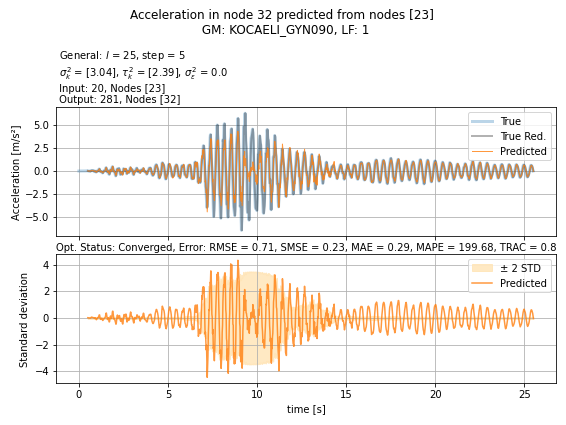 Acceleration in node 32 predicted from nodes [23]
GM: KOCAELI_GYN090, LF: 1
General: l = 25, step = 5
σ²ₖ = [3.04], τ²ₖ = [2.39], σ²ε = 0.0
Input: 20, Nodes [23]
Output: 281, Nodes [32]
Acceleration [m/s²]
5.0
2.5
0.0
−2.5
−5.0
True
True Red.
Predicted
Opt. Status: Converged, Error: RMSE = 0.71, SMSE = 0.23, MAE = 0.29, MAPE = 199.68, TRAC = 0.8
Standard deviation
4
2
0
−2
−4
± 2 STD
Predicted
0
5
10
15
20
25
time [s]